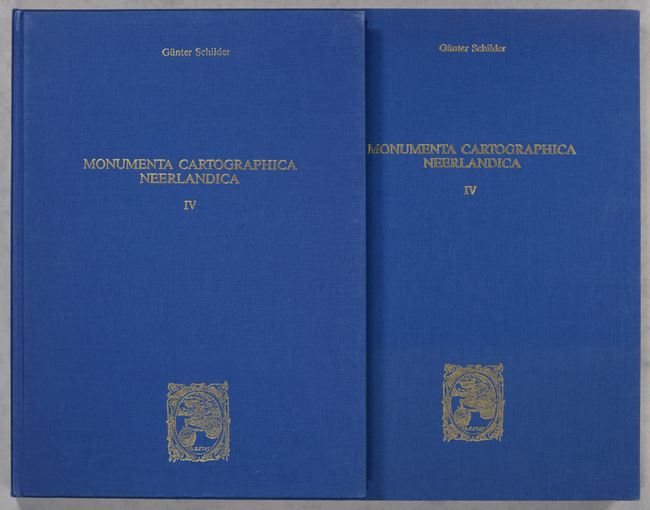 Günter Schilder
MONUMENTA CARTOGRAPHICA
NEERLANDICA
IV
Günter Schilder
MONUMENTA CARTOGRAPHICA
NEERLANDICA
IV